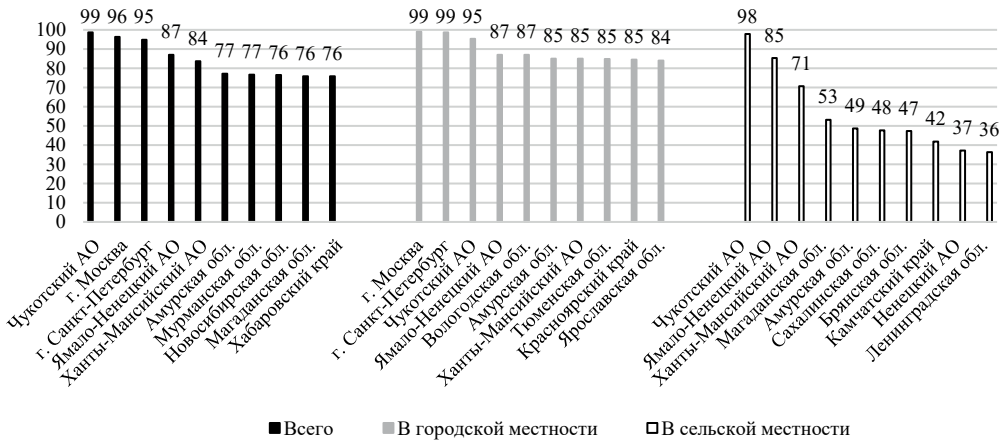 99 96 95 87 84 77 77 76 76 76
99 99 95 87 87 85 85 85 85 84
98 85 71 53 49 48 47 42 37 36
100
90
80
70
60
50
40
30
20
10
0
Чукотский АО
г. Москва
г. Санкт-Петербург
Ямало-Ненецкий АО
Ханты-Мансийский АО
Амурская обл.
Мурманская обл.
Новосибирская обл.
Магаданская обл.
Хабаровский край
г. Москва
г. Санкт-Петербург
Чукотский АО
Ямало-Ненецкий АО
Вологодская обл.
Амурская обл.
Ханты-Мансийский АО
Тюменская обл.
Красноярский край
Ярославская обл.
Чукотский АО
Ямало-Ненецкий АО
Ханты-Мансийский АО
Магаданская обл.
Амурская обл.
Сахалинская обл.
Брянская обл.
Камчатский край
Ненецкий АО
Ленинградская обл.
Всего
В городской местности
В сельской местности